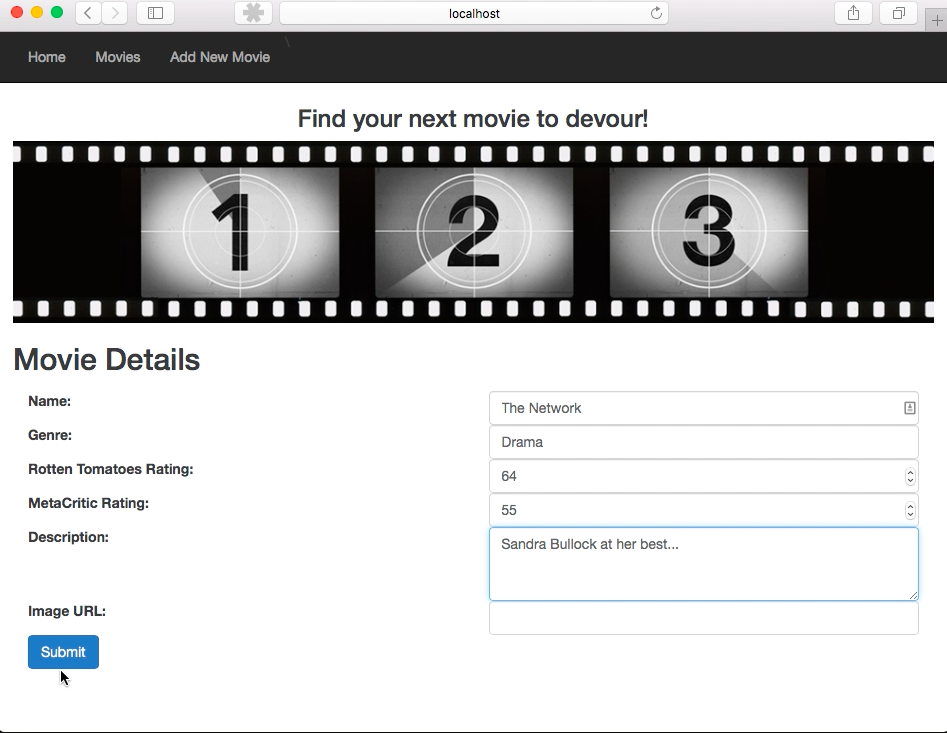 localhost
Home Movies Add New Movie
\
Find your next movie to devour!
1 2 3
Movie Details
Name: The Network
Genre: Drama
Rotten Tomatoes Rating: 64
MetaCritic Rating: 55
Description: Sandra Bullock at her best...
Image URL:
Submit